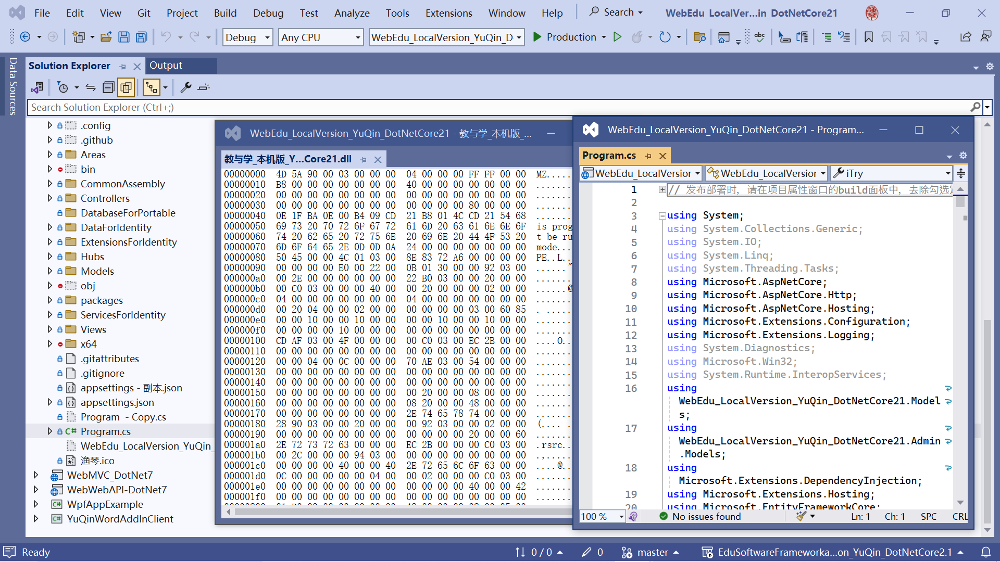 File Edit View Git Project Build Debug Test Analyze Tools Extensions Window Help Search WebEdu_LocalVer...in_DotNetCore21
Debug Any CPU WebEdu_LocalVersion_YuQin_D Production
Data Sources
Solution Explorer Output
Search Solution Explorer (Ctrl+;)
.config
.github
Areas
bin
CommonAssembly
Controllers
DatabaseForPortable
DataForIdentity
ExtensionsForIdentity
Hubs
Models
obj
packages
ServicesForIdentity
Views
x64
.gitattributes
.gitignore
appsettings - 副本.json
appsettings.json
Program - Copy.cs
Program.cs
WebEdu_LocalVersion_YuQin_
渔琴.ico
WebMVC_DotNet7
WebWebAPI-DotNet7
WpfAppExample
YuQinWordAddInClient
WebEdu_LocalVersion_YuQin_DotNetCore21 - 教与学_本机版_...
教与学_本机版_Y...Core21.dll
00000000 4D 5A 90 00 03 00 00 00 04 00 00 00 FF FF 00 00 MZ.....
00000010 B8 00 00 00 00 00 00 00 40 00 00 00 00 00 00 00 .......
00000020 00 00 00 00 00 00 00 00 00 00 00 00 00 00 00 00 .......
00000030 00 00 00 00 00 00 00 00 00 00 00 00 80 00 00 00 .......
00000040 0E 1F BA 0E 00 B4 09 CD 21 B8 01 4C CD 21 54 68 .......
00000050 69 73 20 70 72 6F 67 72 61 6D 20 63 61 6E 6E 6F is prog
00000060 74 20 62 65 20 72 75 6E 20 69 6E 20 44 4F 53 20 t be ru
00000070 6D 6F 64 65 2E 0D 0D 0A 24 00 00 00 00 00 00 00 mode...
00000080 50 45 00 00 4C 01 03 00 8E 83 72 A6 00 00 00 00 PE..L..
00000090 00 00 00 00 E0 00 22 00 0B 01 30 00 00 92 03 00 ......"
000000a0 00 2E 00 00 00 00 00 00 22 B0 03 00 00 20 00 00 .......
000000b0 00 C0 03 00 00 00 40 00 00 20 00 00 00 02 00 00 ......@
000000c0 04 00 00 00 00 00 00 00 04 00 00 00 00 00 00 00 .......
000000d0 00 20 04 00 00 02 00 00 00 00 00 00 03 00 60 85 . .....
000000e0 00 00 10 00 00 10 00 00 00 00 10 00 00 10 00 00 .......
000000f0 00 00 00 00 10 00 00 00 00 00 00 00 00 00 00 00 .......
00000100 CD AF 03 00 4F 00 00 00 00 C0 03 00 EC 2B 00 00 ....O..
00000110 00 00 00 00 00 00 00 00 00 00 00 00 00 00 00 00 .......
00000120 00 00 04 00 0C 00 00 00 70 AE 03 00 54 00 00 00 .......
00000130 00 00 00 00 00 00 00 00 00 00 00 00 00 00 00 00 .......
00000140 00 00 00 00 00 00 00 00 00 00 00 00 00 00 00 00 .......
00000150 00 00 00 00 00 00 00 00 00 20 00 00 08 00 00 00 .......
00000160 00 00 00 00 00 00 00 00 08 20 00 00 48 00 00 00 .......
00000170 00 00 00 00 00 00 00 00 2E 74 65 78 74 00 00 00 .......
00000180 28 90 03 00 00 20 00 00 00 92 03 00 00 02 00 00 (.... 
00000190 00 00 00 00 00 00 00 00 00 00 00 00 20 00 00 60 .......
000001a0 2E 72 73 72 63 00 00 00 EC 2B 00 00 00 C0 03 00 .rsrc..
000001b0 00 2C 00 00 00 94 03 00 00 00 00 00 00 00 00 00 .,.....
000001c0 00 00 00 00 40 00 00 40 2E 72 65 6C 6F 63 00 00 ....@..
000001d0 0C 00 00 00 00 00 04 00 00 02 00 00 00 C0 03 00 .......
000001e0 00 00 00 00 00 00 00 00 00 00 00 00 40 00 00 42 .......
000001f0 00 00 00 00 00 00 00 00 00 00 00 00 00 00 00 00 .......
WebEdu_LocalVersion_YuQin_DotNetCore21 - Program...
Program.cs
WebEdu_LocalVersion WebEdu_LocalVersion iTry
1 // 发布部署时, 请在项目属性窗口的build面板中, 去除勾选
2
3 using System;
4 using System.Collections.Generic;
5 using System.IO;
6 using System.Linq;
7 using System.Threading.Tasks;
8 using Microsoft.AspNetCore;
9 using Microsoft.AspNetCore.Http;
10 using Microsoft.AspNetCore.Hosting;
11 using Microsoft.Extensions.Configuration;
12 using Microsoft.Extensions.Logging;
13 using System.Diagnostics;
14 using Microsoft.Win32;
15 using System.Runtime.InteropServices;
16 using
WebEdu_LocalVersion_YuQin_DotNetCore21.Model
s;
17 using
WebEdu_LocalVersion_YuQin_DotNetCore21.Admin
.Models;
18 using
Microsoft.Extensions.DependencyInjection;
19 using Microsoft.Extensions.Hosting;
20 using Microsoft.EntityFrameworkCore;
100 % No issues found Ln: 1 Ch: 1 SPC CRL
Ready 0 / 0 0 master EduSoftwareFrameworka...on_YuQin_DotNetCore2.1